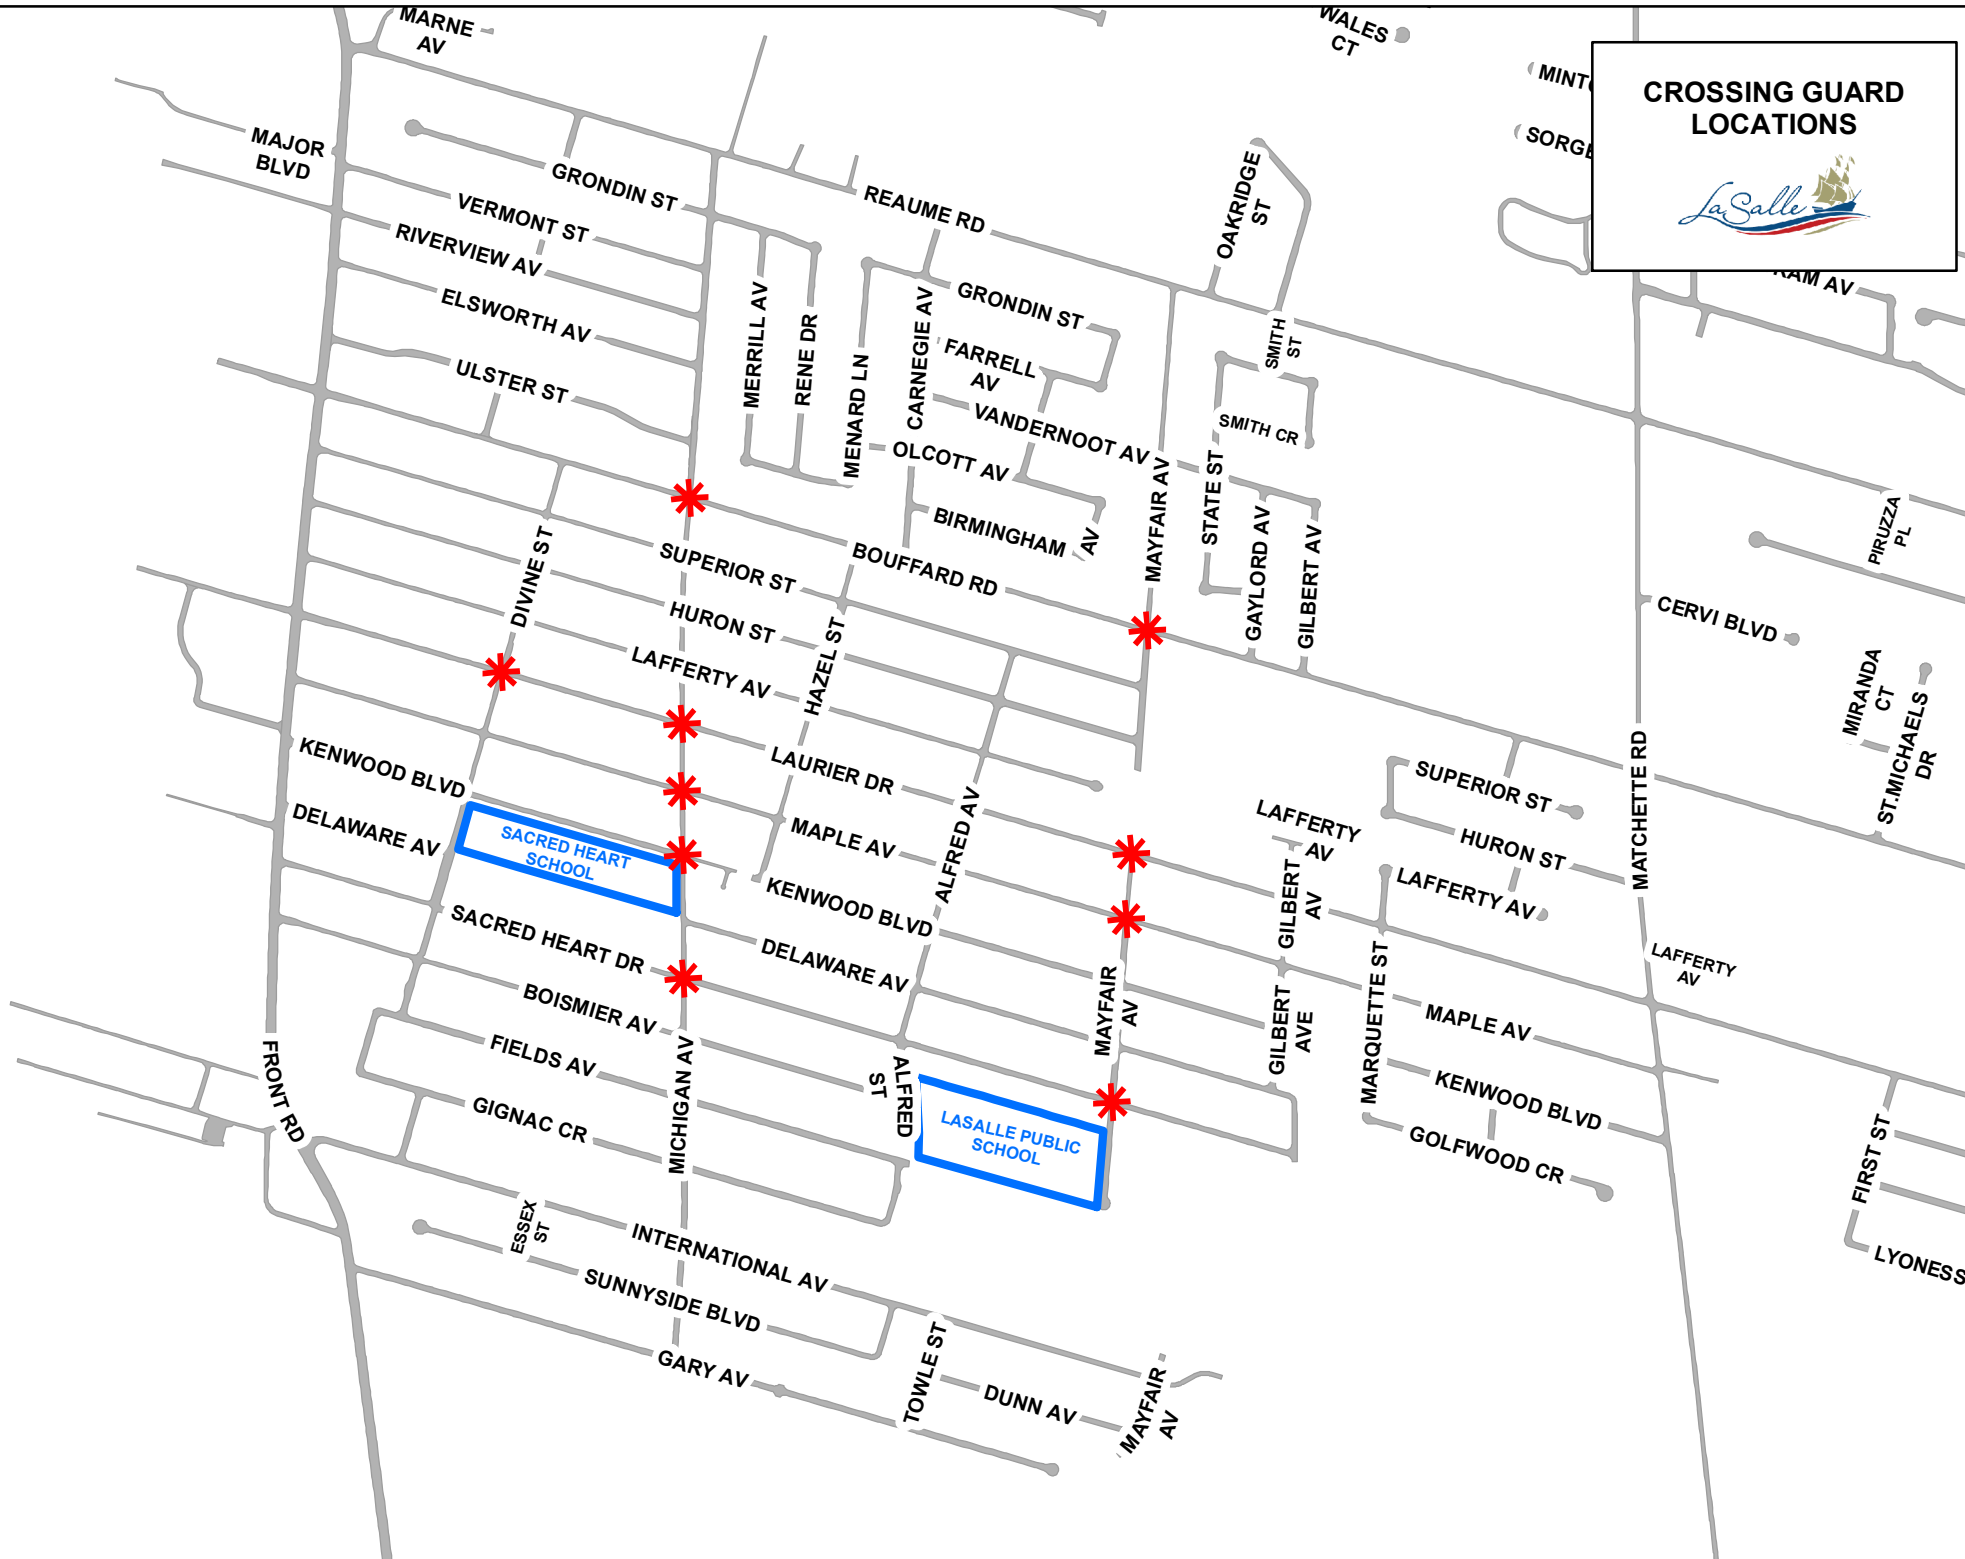 MARNE
AV
WALES
CT
CROSSING GUARD
LOCATIONS
LaSalle
MAJOR
BLVD
GRONDIN ST
VERMONT ST
RIVERVIEW AV
ELSWORTH AV
ULSTER ST
REAUME RD
OAKRIDGE
ST
MERRILL AV
RENE DR
MENARD LN
CARNEGIE AV
GRONDIN ST
FARRELL
AV
VANDERNOOT AV
OLCOTT AV
BIRMINGHAM
AV
MAYFAIR AV
SMITH
ST
SMITH CR
STATE ST
GAYLORD AV
GILBERT AV
PIRUZZA
PL
CERVI BLVD
MIRANDA
CT
ST.MICHAELS
DR
DIVINE ST
SUPERIOR ST
BOUFFARD RD
HURON ST
LAFFERTY AV
HAZEL ST
LAURIER DR
KENWOOD BLVD
DELAWARE AV
SACRED HEART
SCHOOL
MAPLE AV
ALFRED AV
KENWOOD BLVD
DELAWARE AV
SACRED HEART DR
BOISMIER AV
FIELDS AV
GIGNAC CR
MICHIGAN AV
FRONT RD
ALFRED
ST
LASALLE PUBLIC
SCHOOL
MAYFAIR
AV
LAFFERTY
AV
GILBERT
AV
GILBERT
AVE
MARQUETTE ST
SUPERIOR ST
HURON ST
LAFFERTY AV
MATCHETTE RD
LAFFERTY
AV
MAPLE AV
KENWOOD BLVD
GOLFWOOD CR
FIRST ST
LYONESS
ESSEX
ST
INTERNATIONAL AV
SUNNYSIDE BLVD
GARY AV
TOWLE ST
DUNN AV
MAYFAIR
AV